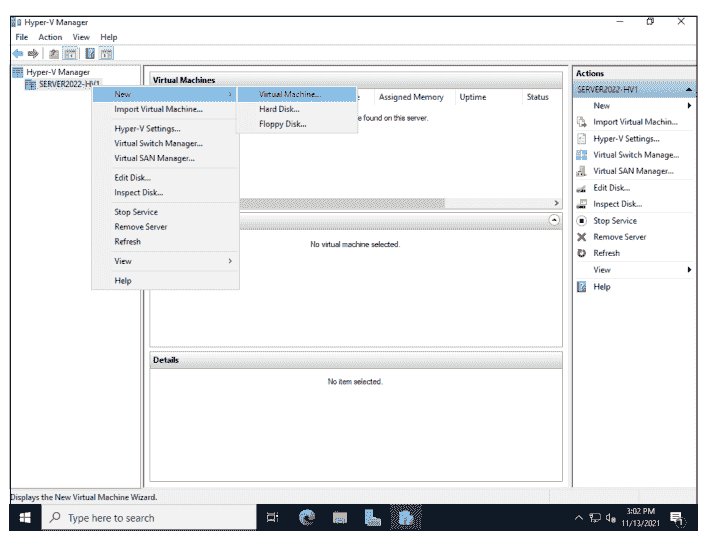 Hyper-V Manager
File Action View Help
Hyper-V Manager
SERVER2022-HV1
New
Import Virtual Machine...
Hyper-V Settings...
Virtual Switch Manager...
Virtual SAN Manager...
Edit Disk...
Inspect Disk...
Stop Service
Remove Server
Refresh
View
Help
Virtual Machine...
Hard Disk...
Floppy Disk...
Virtual Machines
Assigned Memory Uptime Status
e found on this server.
No virtual machine selected.
Details
No item selected.
Actions
SERVER2022-HV1
New
Import Virtual Machin...
Hyper-V Settings...
Virtual Switch Manage...
Virtual SAN Manager...
Edit Disk...
Inspect Disk...
Stop Service
Remove Server
Refresh
View
Help
Displays the New Virtual Machine Wizard.
Type here to search
3:02 PM
11/13/2021